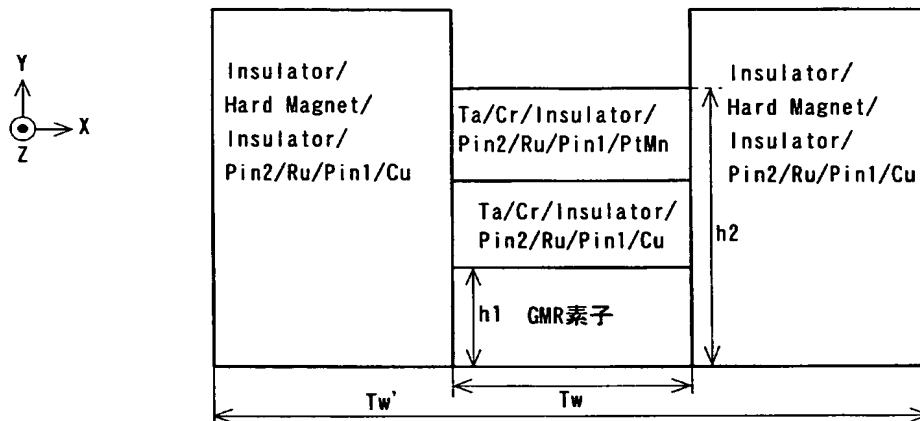 Y
X
Z
Insulator/
Hard Magnet/
Insulator/
Pin2/Ru/Pin1/Cu
Ta/Cr/Insulator/
Pin2/Ru/Pin1/PtMn
Ta/Cr/Insulator/
Pin2/Ru/Pin1/Cu
h1 GMR素子
Insulator/
Hard Magnet/
Insulator/
Pin2/Ru/Pin1/Cu
h2
Tw'
Tw